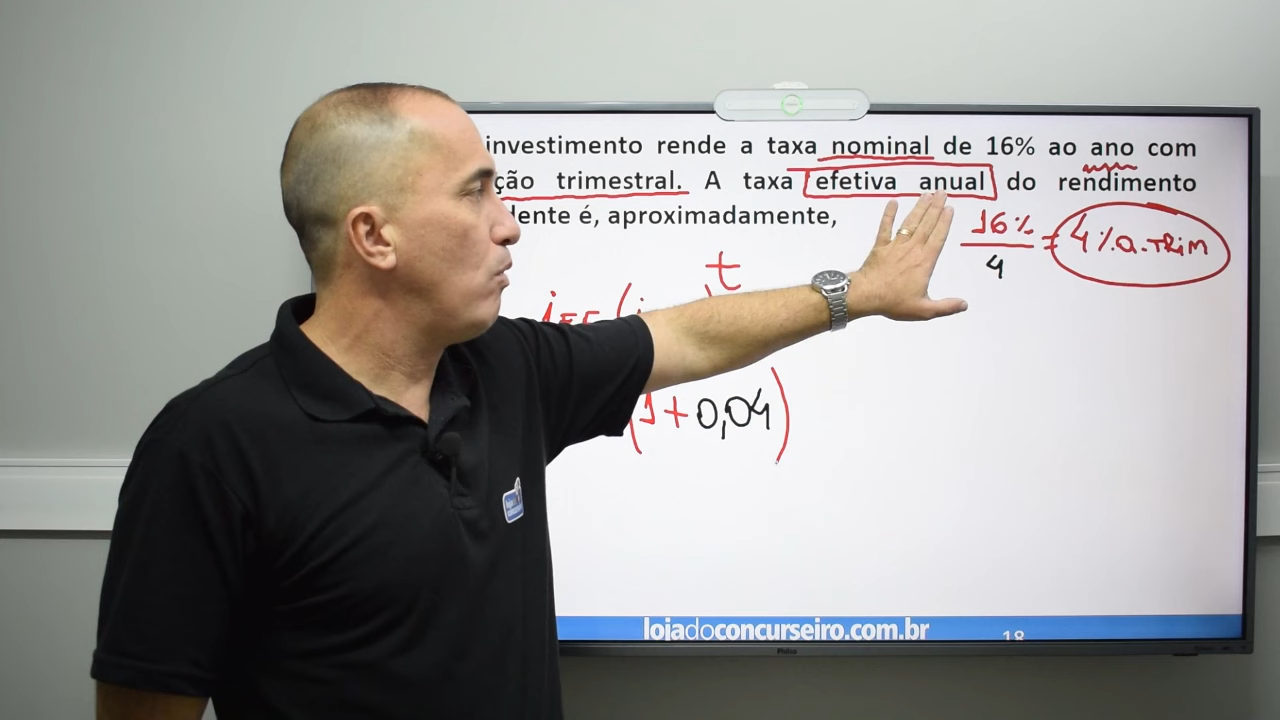 investimento rende a taxa nominal de 16% ao ano com
ção trimestral. A taxa efetiva anual do rendimento
dente é, aproximadamente,
16% = 4%a.TRIM
4
t
(1+0,04)
lojadoconcurseiro.com.br 18
Philco